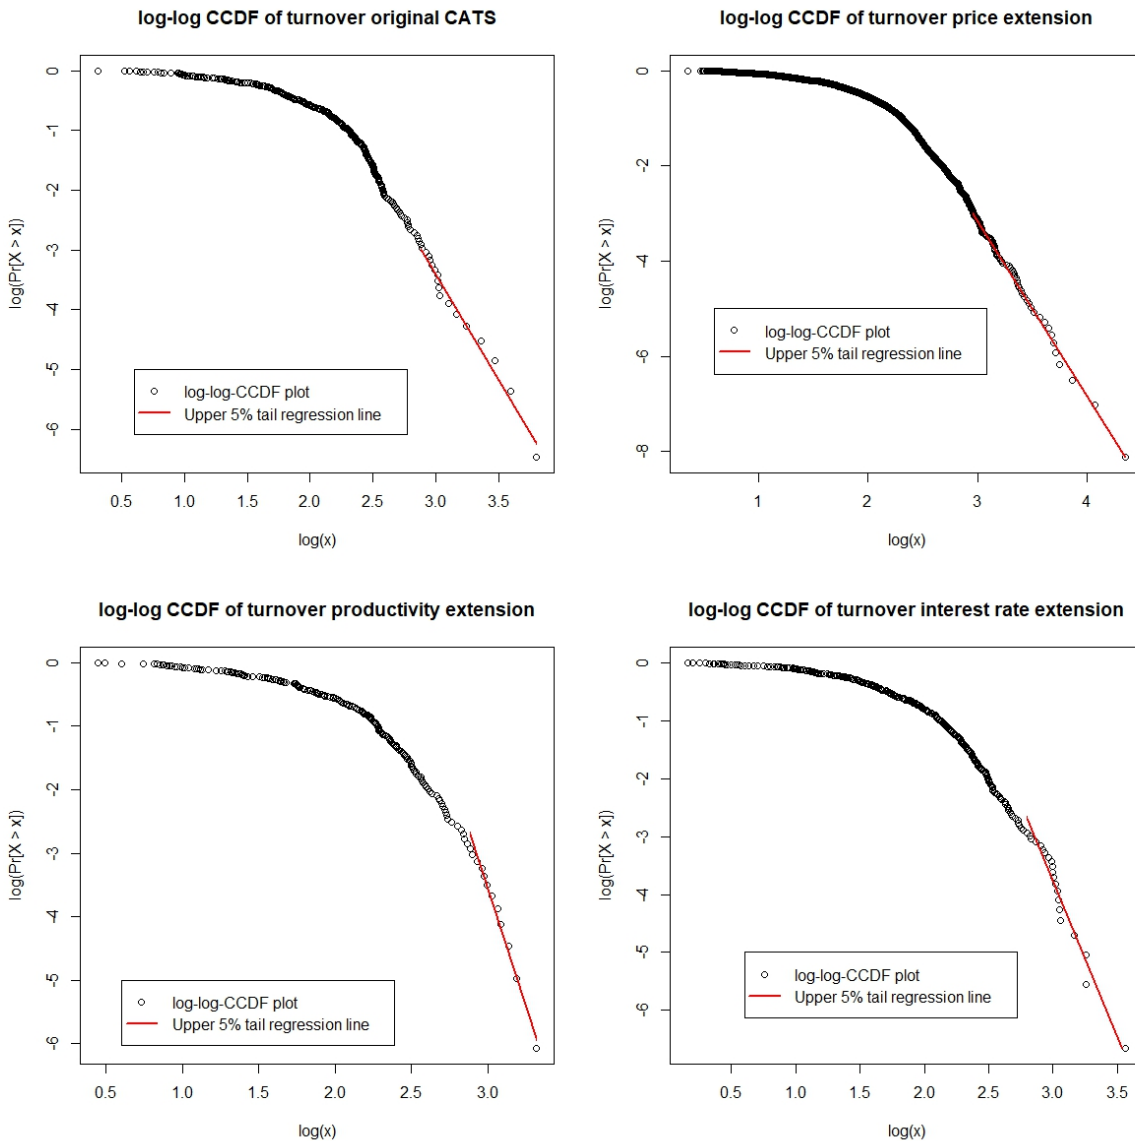 log-log CCDF of turnover original CATS
log(Pr[X > x])
0
-1
-2
-3
-4
-5
-6
log-log-CCDF plot
Upper 5% tail regression line
0.5 1.0 1.5 2.0 2.5 3.0 3.5
log(x)
log-log CCDF of turnover price extension
log(Pr[X > x])
0
-2
-4
-6
-8
log-log-CCDF plot
Upper 5% tail regression line
1 2 3 4
log(x)
log-log CCDF of turnover productivity extension
log(Pr[X > x])
0
-1
-2
-3
-4
-5
-6
log-log-CCDF plot
Upper 5% tail regression line
0.5 1.0 1.5 2.0 2.5 3.0
log(x)
log-log CCDF of turnover interest rate extension
log(Pr[X > x])
0
-1
-2
-3
-4
-5
-6
log-log-CCDF plot
Upper 5% tail regression line
0.5 1.0 1.5 2.0 2.5 3.0 3.5
log(x)